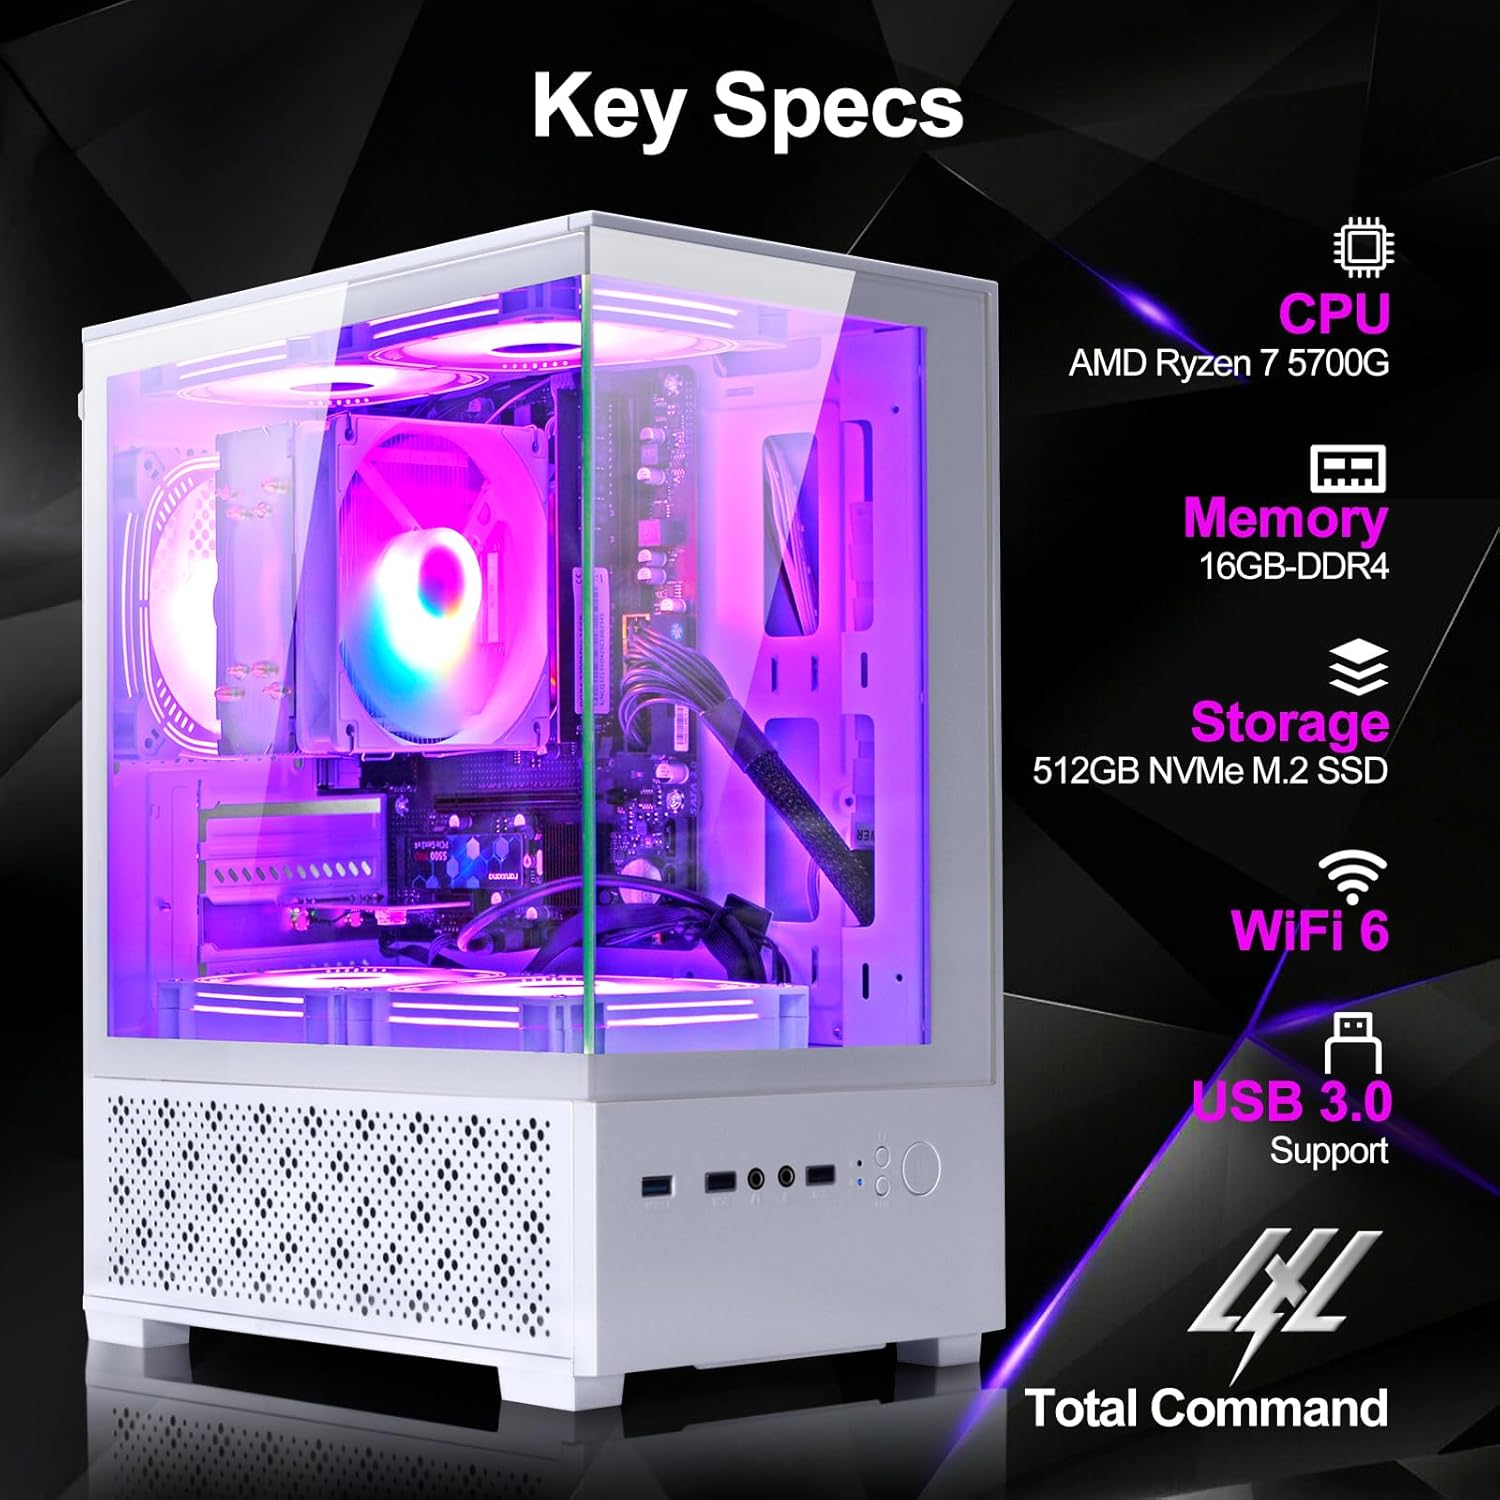 Key Specs
CPU
AMD Ryzen 7 5700G
Memory
16GB-DDR4
Storage
512GB NVMe M.2 SSD
WiFi 6
USB 3.0
Support
LXL
Total Command